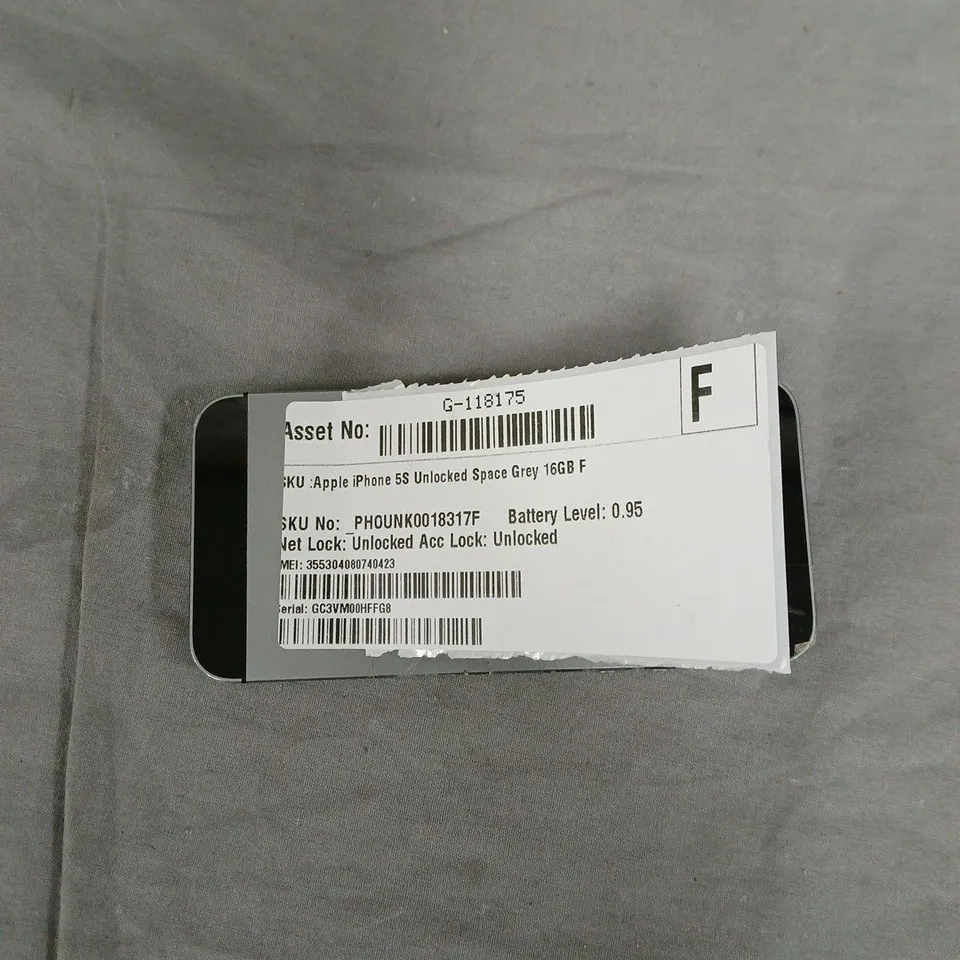 G-118175
F
Asset No:
SKU :Apple iPhone 5S Unlocked Space Grey 16GB F
SKU No: _PHOUNK0018317F Battery Level: 0.95
Net Lock: Unlocked Acc Lock: Unlocked
IMEI: 355304080740423
Serial: GC3VM00HFFG8